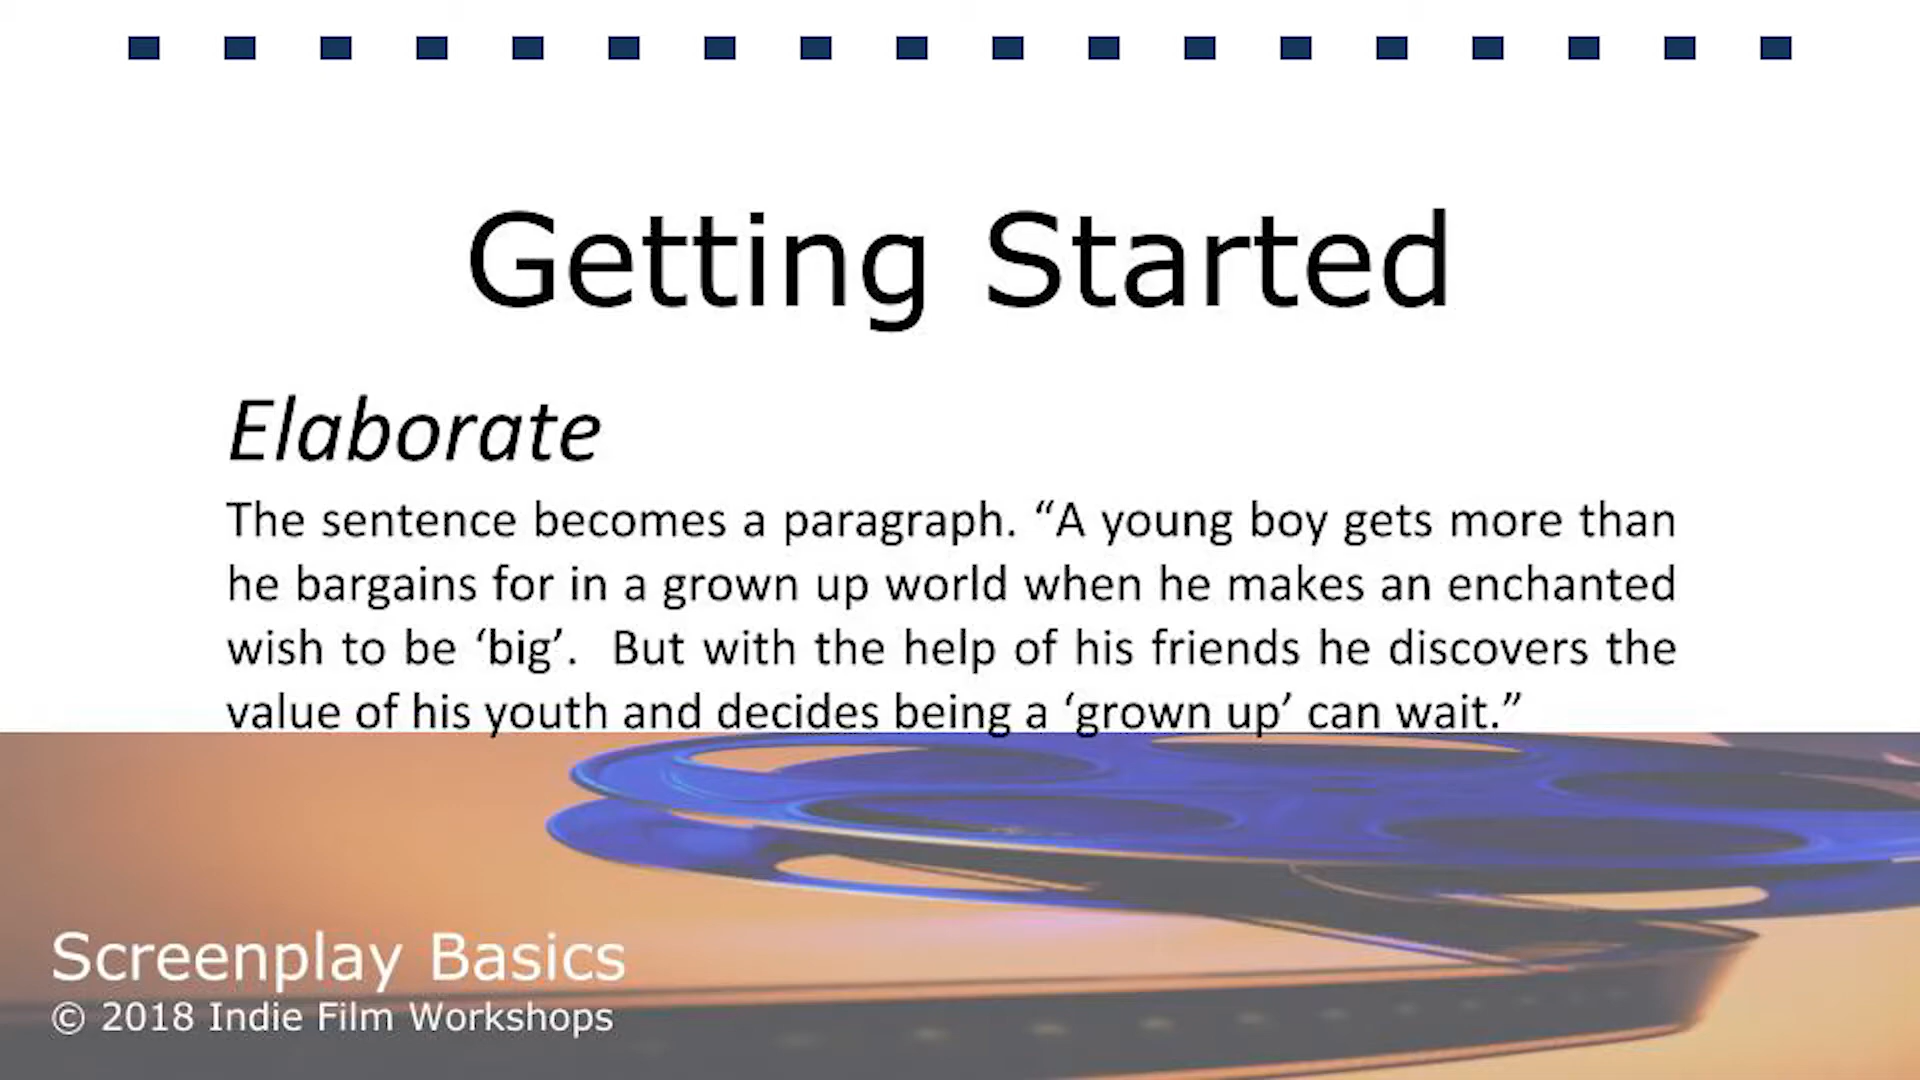 Getting Started
Elaborate
The sentence becomes a paragraph. “A young boy gets more than
he bargains for in a grown up world when he makes an enchanted
wish to be ‘big’.  But with the help of his friends he discovers the
value of his youth and decides being a ‘grown up’ can wait.”
Screenplay Basics
© 2018 Indie Film Workshops